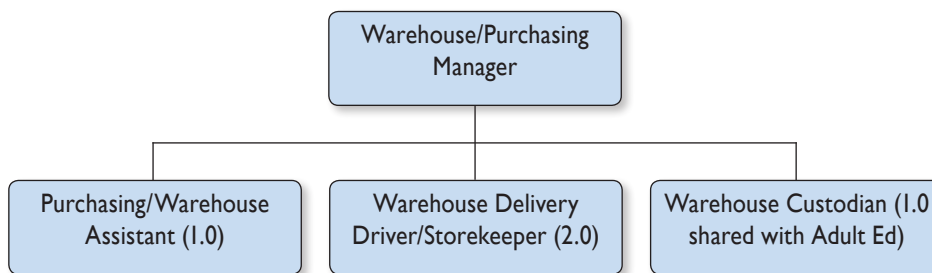 Warehouse/Purchasing
Manager
Purchasing/Warehouse
Assistant (1.0)
Warehouse Delivery
Driver/Storekeeper (2.0)
Warehouse Custodian (1.0
shared with Adult Ed)